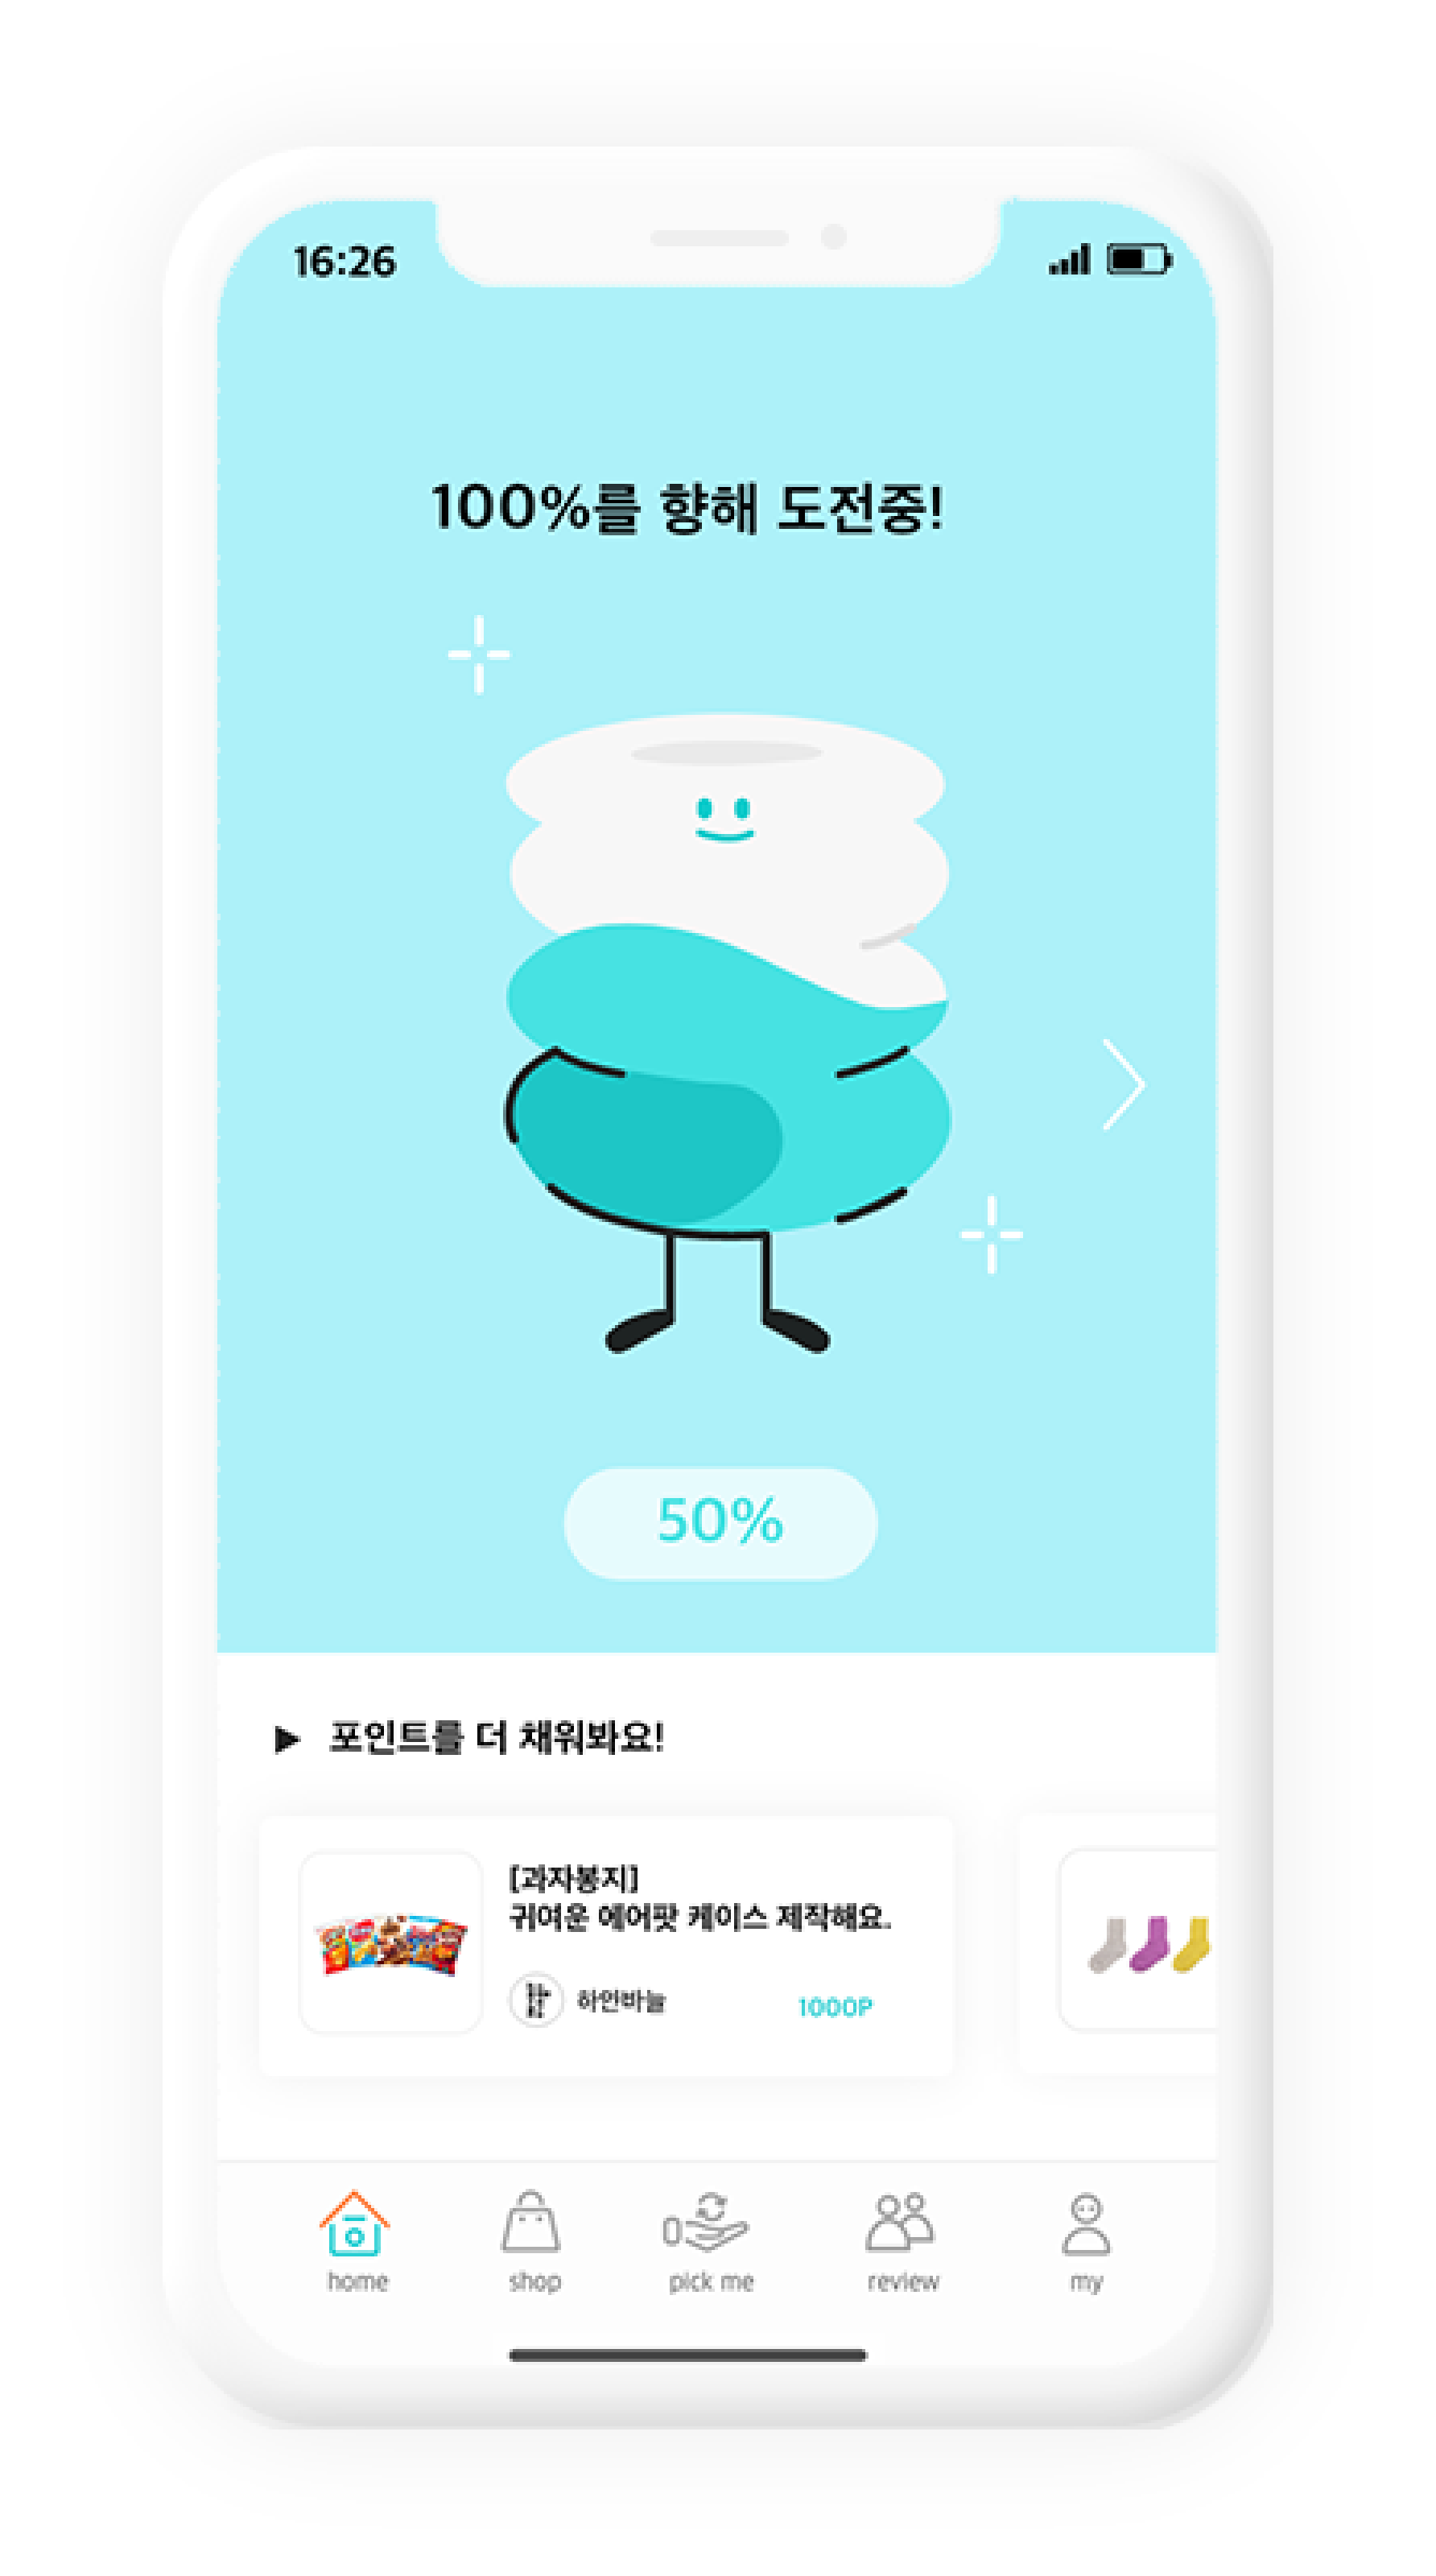 16:26
100%를 향해 도전중!
50%
▶ 포인트를 더 채워봐요!
[과자봉지]
귀여운 에어팟 케이스 제작해요.
하얀바늘
1000P
home
shop
pick me
review
my